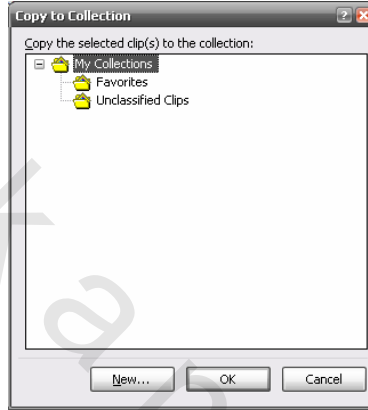 Copy to Collection
Copy the selected clip(s) to the collection:
My Collections
Favorites
Unclassified Clips
New...
OK
Cancel